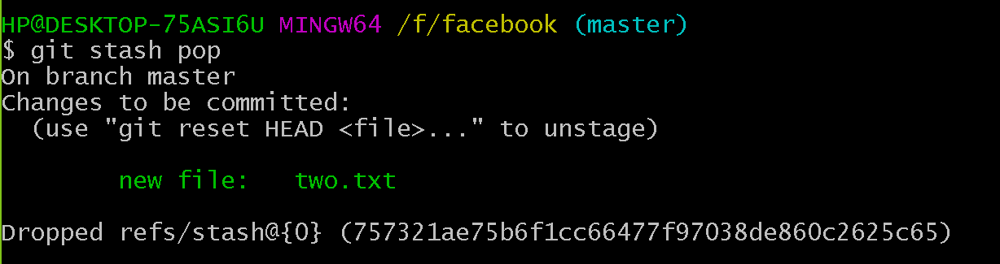 HP@DESKTOP-75ASI6U MINGW64 /f/facebook (master)
$ git stash pop
On branch master
Changes to be committed:
  (use "git reset HEAD <file>..." to unstage)
        new file:   two.txt
Dropped refs/stash@{0} (757321ae75b6f1cc66477f97038de860c2625c65)